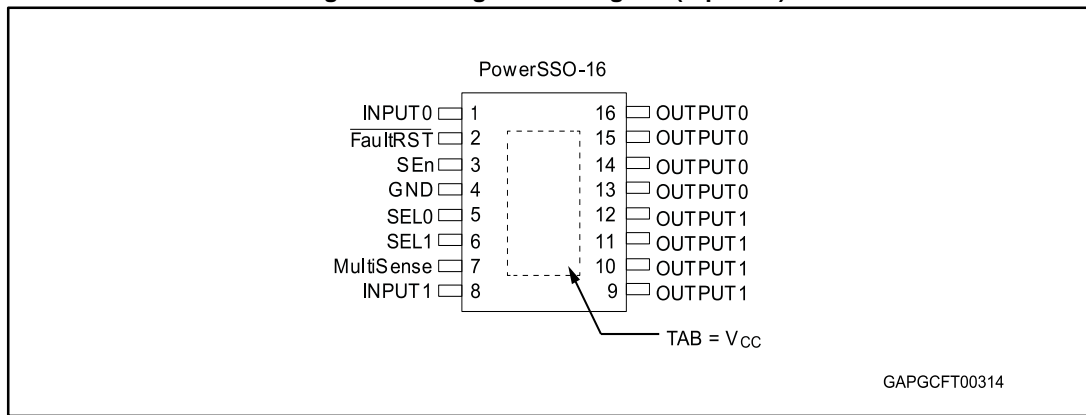 PowerSSO-16
INPUT0 1 16 OUTPUT0
FaultRST 2 15 OUTPUT0
SEn 3 14 OUTPUT0
GND 4 13 OUTPUT0
SEL0 5 12 OUTPUT1
SEL1 6 11 OUTPUT1
MultiSense 7 10 OUTPUT1
INPUT1 8 9 OUTPUT1
TAB = VCC
GAPGCFT00314